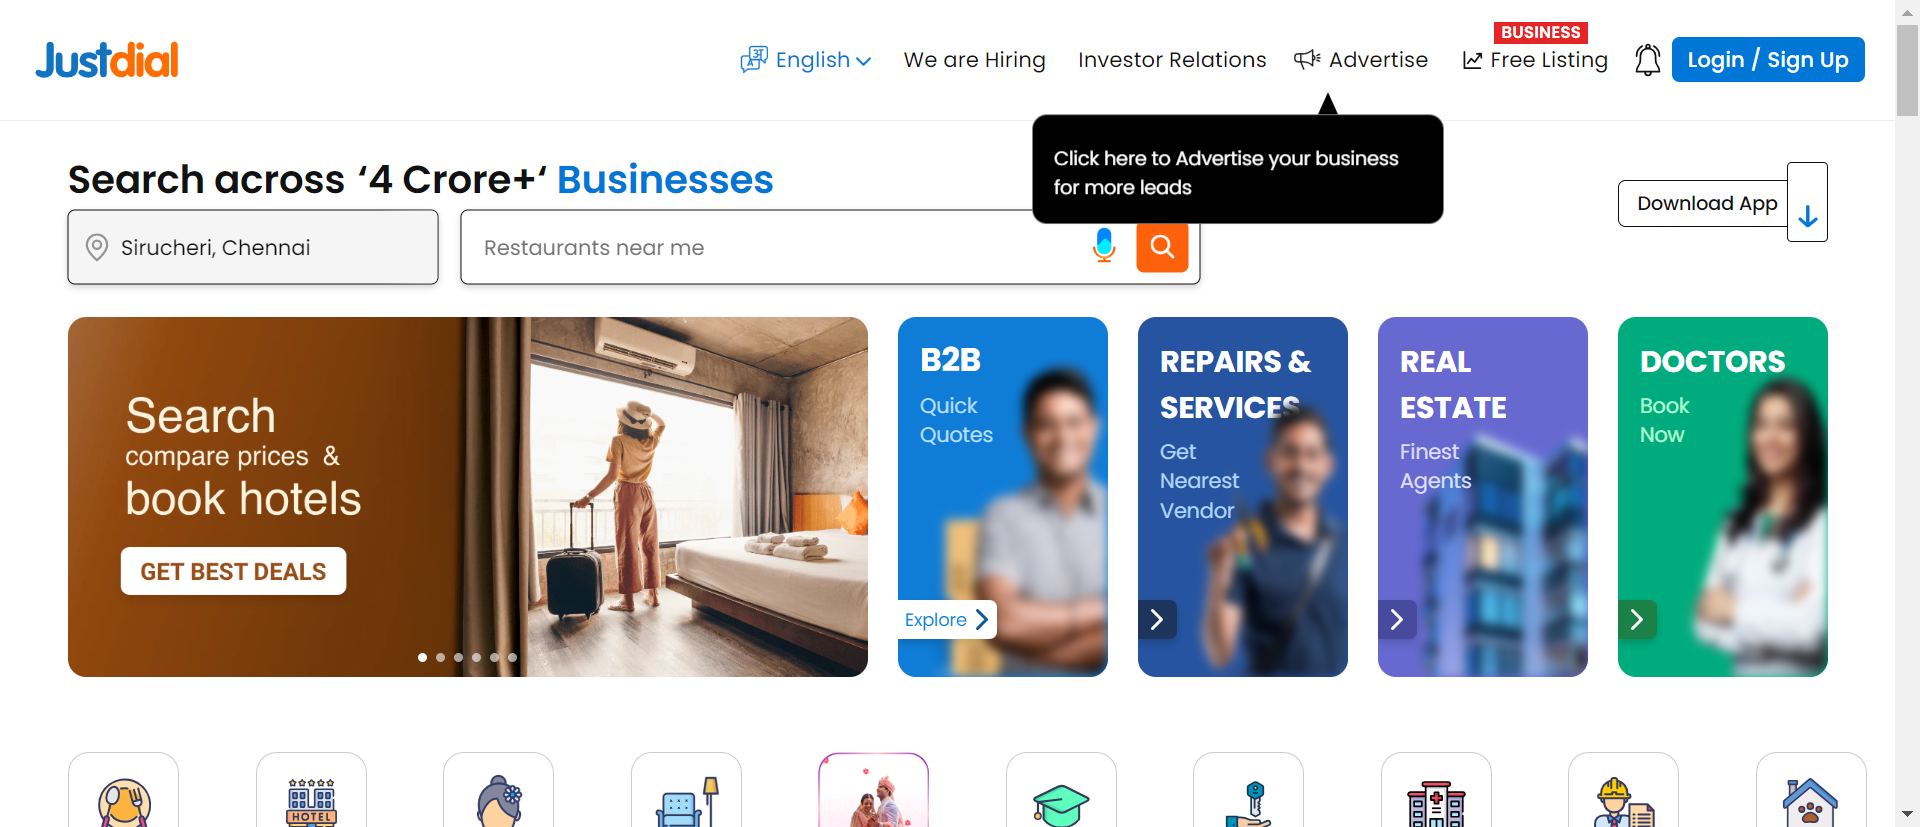 Justdial
English
We are Hiring
Investor Relations
Advertise
BUSINESS
Free Listing
Login / Sign Up
Click here to Advertise your business
for more leads
Search across ‘4 Crore+‘ Businesses
Sirucheri, Chennai
Restaurants near me
Download App
Search
compare prices &
book hotels
GET BEST DEALS
B2B
Quick
Quotes
Explore
REPAIRS &
SERVICES
Get
Nearest
Vendor
REAL
ESTATE
Finest
Agents
DOCTORS
Book
Now
HOTEL